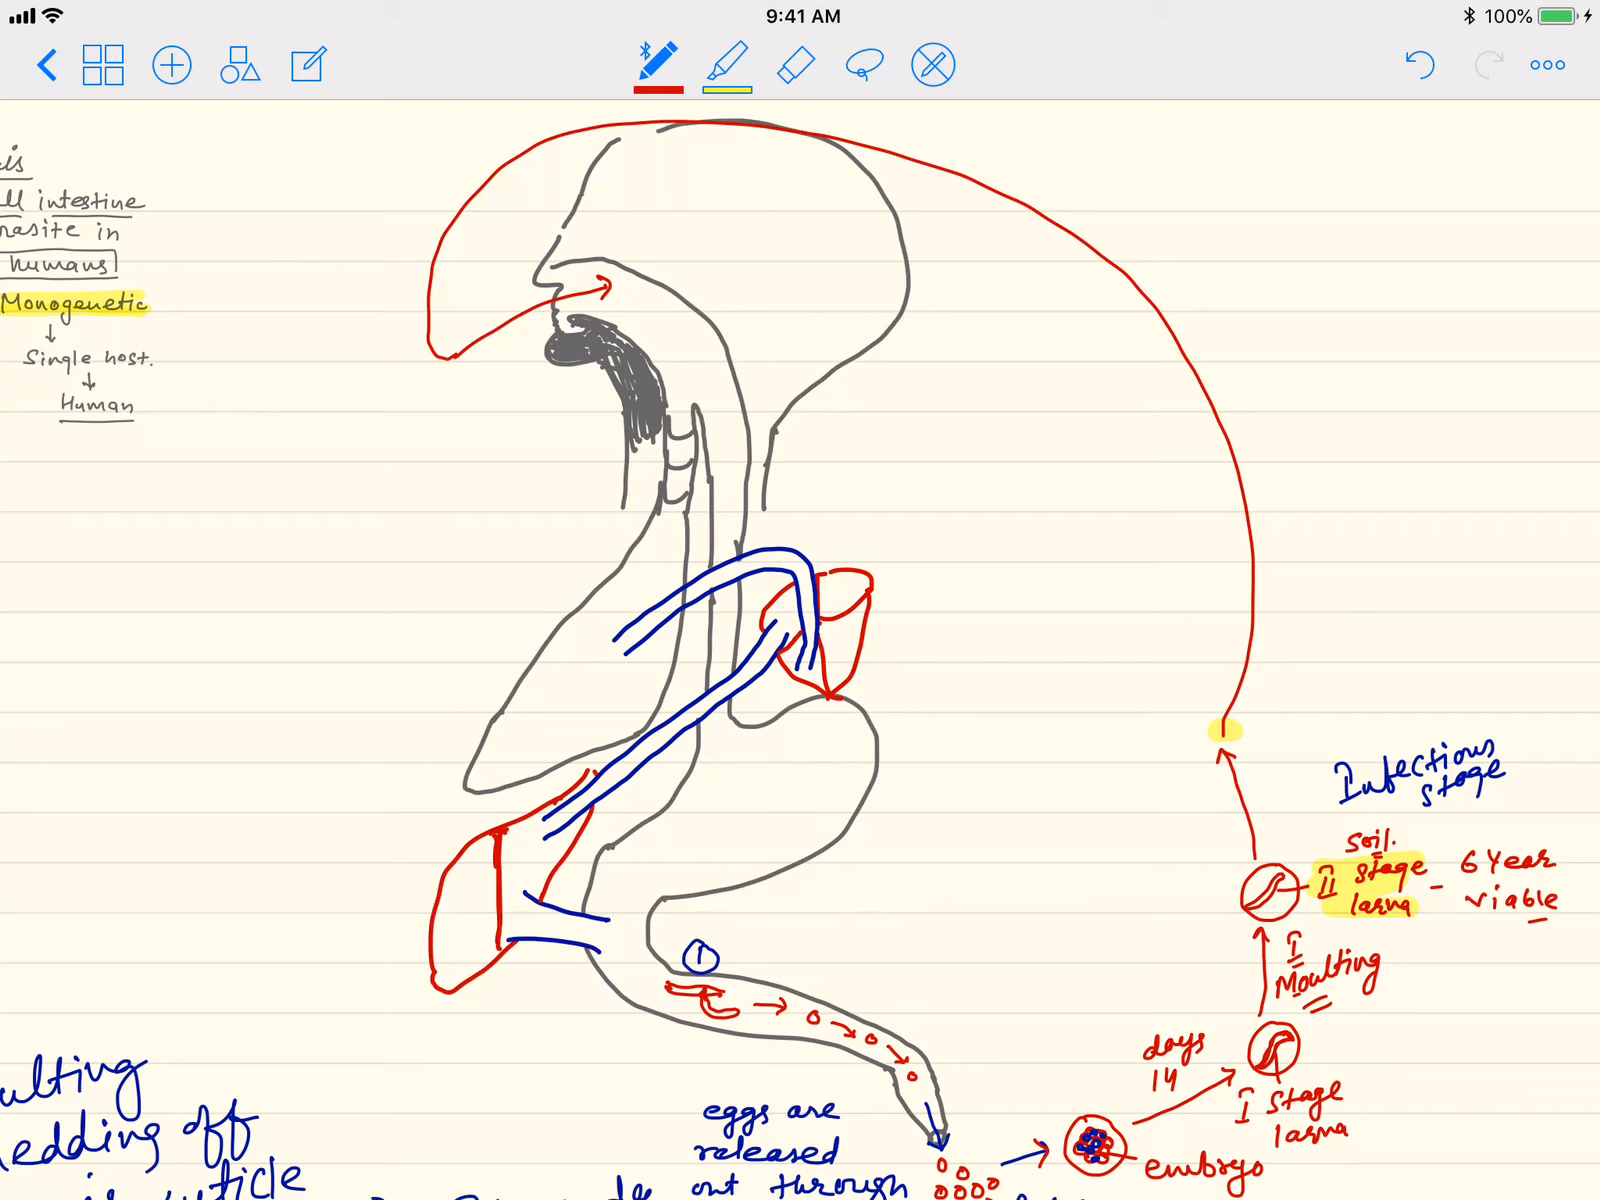 9:41 AM
100%
is
ll intestine
rasite in
humans
Monogenetic
Single host.
Human
Infectious
stage
Soil.
II stage
larva
- 6 Year
viable
I
Moulting
days
14
I Stage
larva
embryo
1
eggs are
released
out through
ulting
edding off
uticle